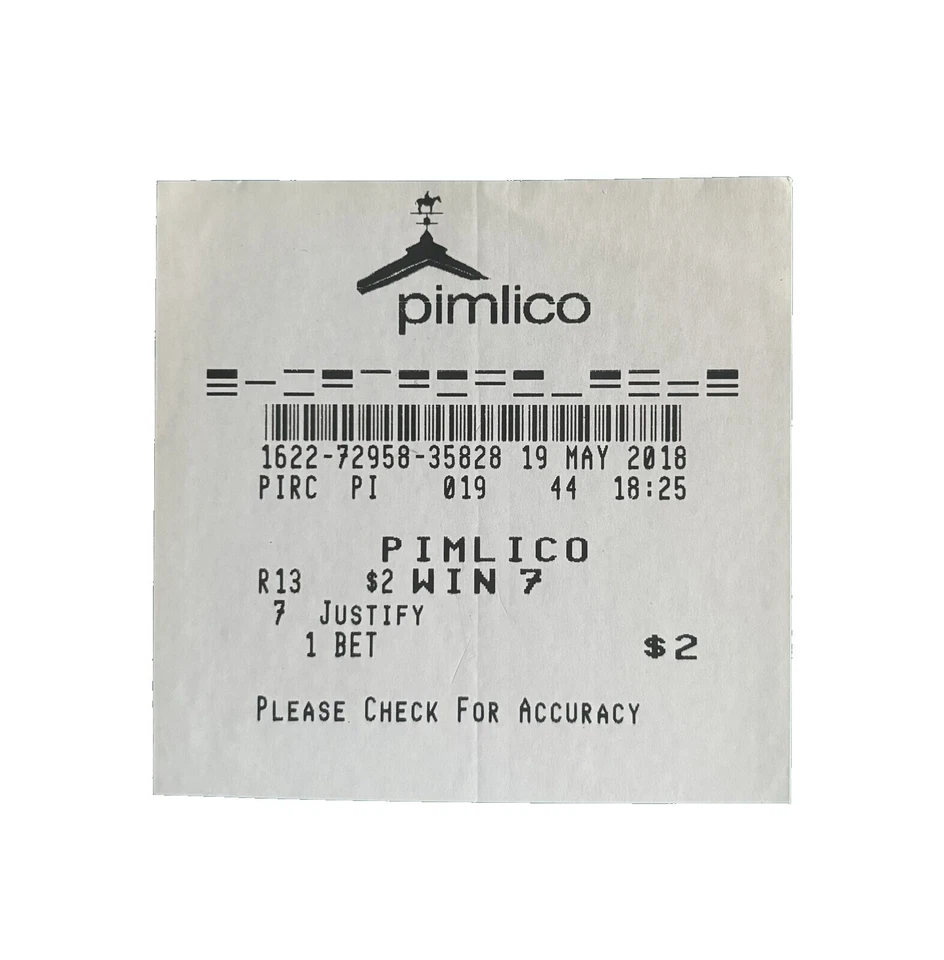 pimlico
1622-72958-35828 19 MAY 2018
PIRC PI 019 44 18:25
PIMLICO
R13 $2 WIN 7
7 JUSTIFY
1 BET $2
PLEASE CHECK FOR ACCURACY